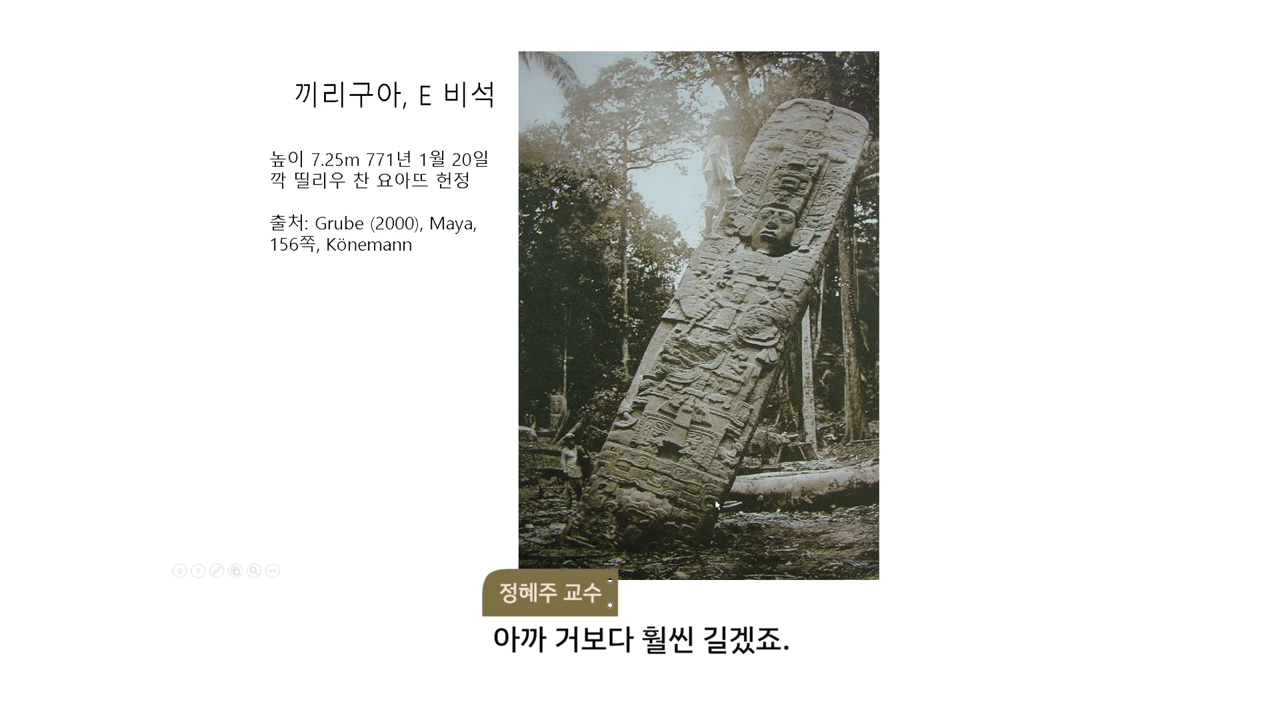 끼리구아, E 비석
높이 7.25m 771년 1월 20일
깍 띨리우 찬 요아뜨 헌정
출처: Grube (2000), Maya,
156쪽, Könemann
정혜주 교수
아까 거보다 훨씬 길겠죠.